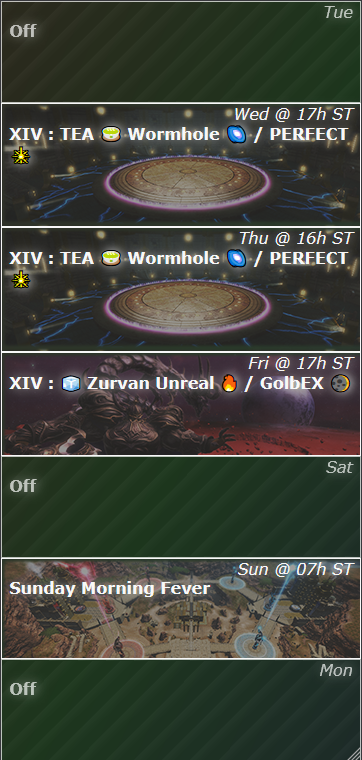 Tue
Off
Wed @ 17h ST
XIV : TEA 🍵 Wormhole 🌌 / PERFECT
☀
Thu @ 16h ST
XIV : TEA 🍵 Wormhole 🌌 / PERFECT
☀
Fri @ 17h ST
XIV : 🧊 Zurvan Unreal 🔥 / GolbEX 🌖
Sat
Off
Sun @ 07h ST
Sunday Morning Fever
Mon
Off